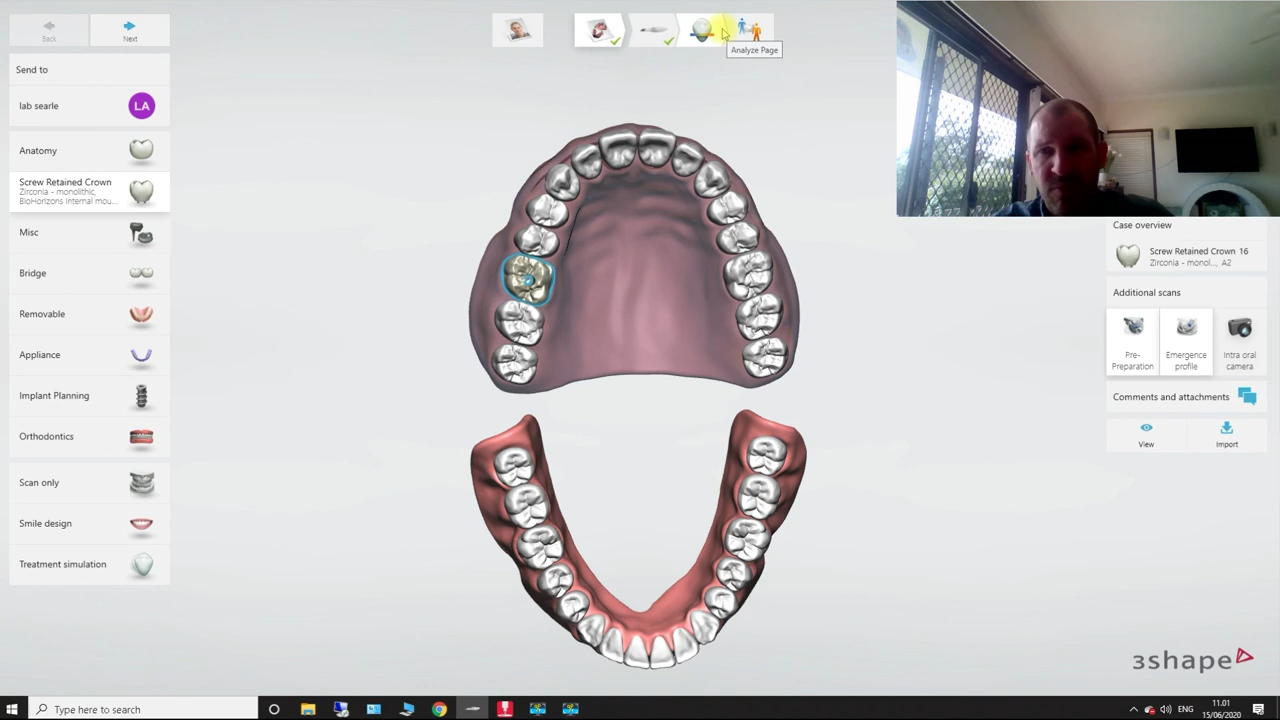 Back
Next
Send to
lab searle
LA
Anatomy
Screw Retained Crown
Zirconia - monolithic,
BioHorizons Internal mou...
Misc
Bridge
Removable
Appliance
Implant Planning
Orthodontics
Scan only
Smile design
Treatment simulation
Analyze Page
Case overview
Screw Retained Crown 16
Zirconia - monol..., A2
Additional scans
Pre-
Preparation
Emergence
profile
Intra oral
camera
Comments and attachments
View
Import
3shape
Type here to search
ENG
11.01
15/06/2020